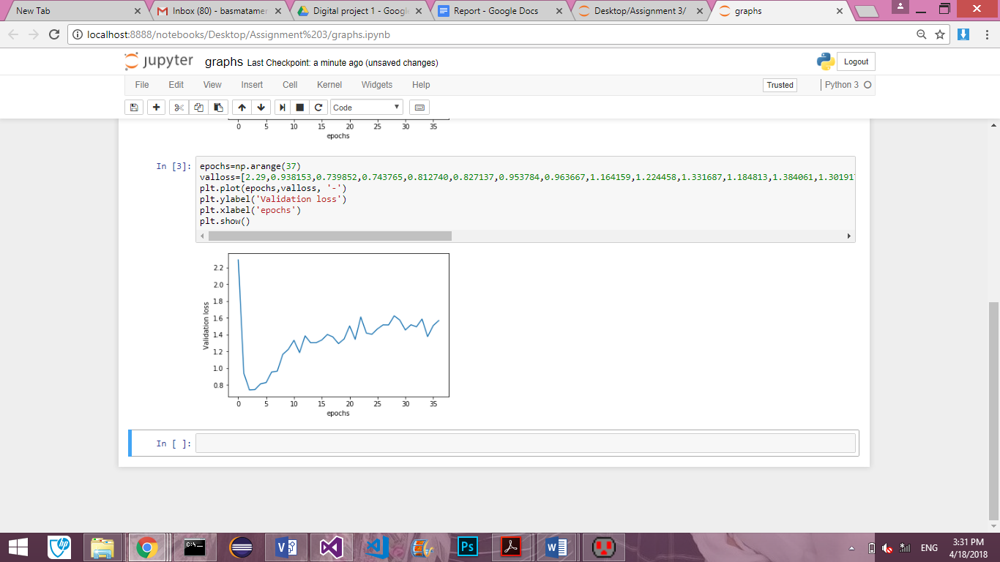 New Tab
Inbox (80) - basmatamer
Digital project 1 - Google
Report - Google Docs
Desktop/Assignment 3/
graphs
localhost:8888/notebooks/Desktop/Assignment%203/graphs.ipynb
jupyter graphs Last Checkpoint: a minute ago (unsaved changes)
Logout
File Edit View Insert Cell Kernel Widgets Help
Trusted
Python 3
Code
0 5 10 15 20 25 30 35
epochs
In [3]: epochs=np.arange(37)
valloss=[2.29,0.938153,0.739852,0.743765,0.812740,0.827137,0.953784,0.963667,1.164159,1.224458,1.331687,1.184813,1.384061,1.301917
plt.plot(epochs,valloss, '-')
plt.ylabel('Validation loss')
plt.xlabel('epochs')
plt.show()
2.2
2.0
1.8
1.6
1.4
1.2
1.0
0.8
Validation loss
0 5 10 15 20 25 30 35
epochs
In [ ]:
hp
C:\_
V
Ps
W
ENG
3:31 PM
4/18/2018